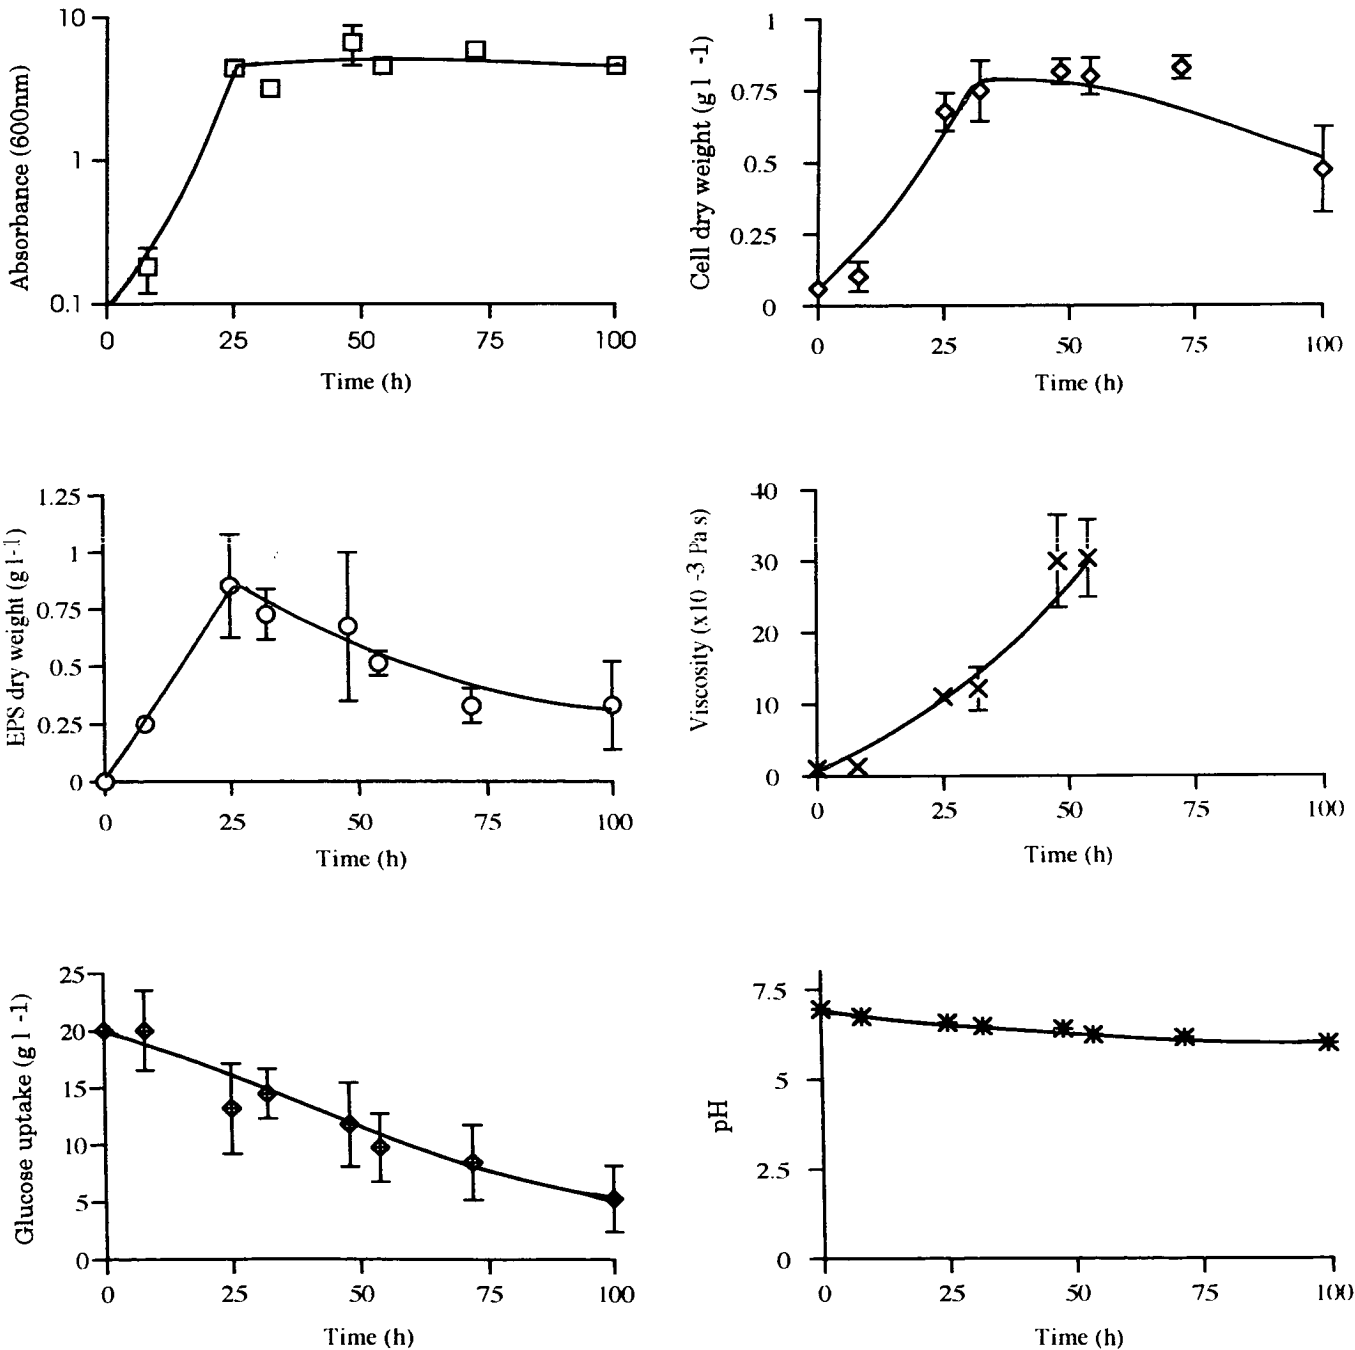 Absorbance (600nm)
10
1
0.1
0 25 50 75 100
Time (h)
Cell dry weight (g l -1)
1
0.75
0.5
0.25
0
0 25 50 75 100
Time (h)
EPS dry weight (g l-1)
1.25
1
0.75
0.5
0.25
0
0 25 50 75 100
Time (h)
Viscosity (x10 -3 Pa s)
40
30
20
10
0
0 25 50 75 100
Time (h)
Glucose uptake (g l -1)
25
20
15
10
5
0
0 25 50 75 100
Time (h)
pH
7.5
5
2.5
0
0 25 50 75 100
Time (h)